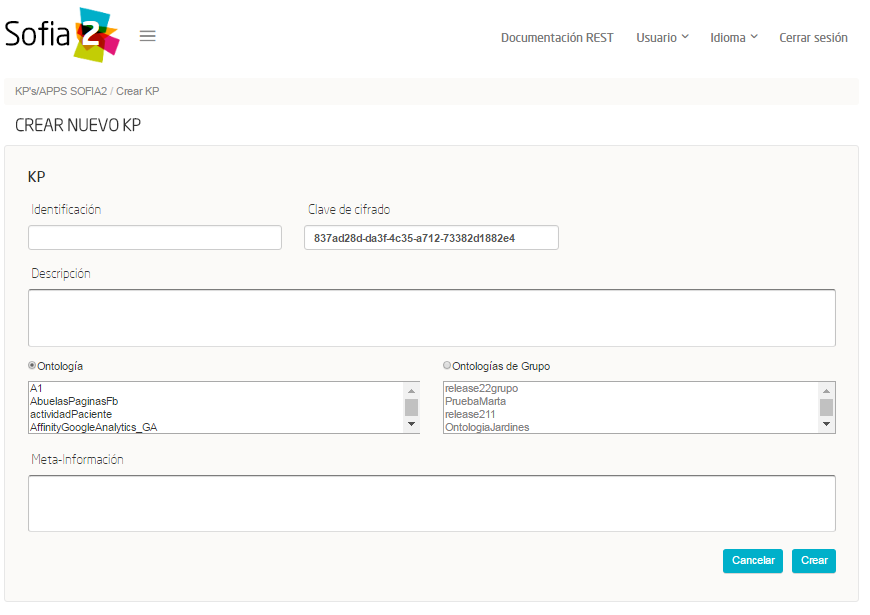 Sofia 2
Documentación REST Usuario Idioma Cerrar sesión
KP's/APPS SOFIA2 / Crear KP
CREAR NUEVO KP
KP
Identificación Clave de cifrado
837ad28d-da3f-4c35-a712-73382d1882e4
Descripción
Ontología Ontologías de Grupo
A1
AbuelasPaginasFb
actividadPaciente
AffinityGoogleAnalytics_GA
release22grupo
PruebaMarta
release211
OntologiaJardines
Meta-Información
Cancelar Crear